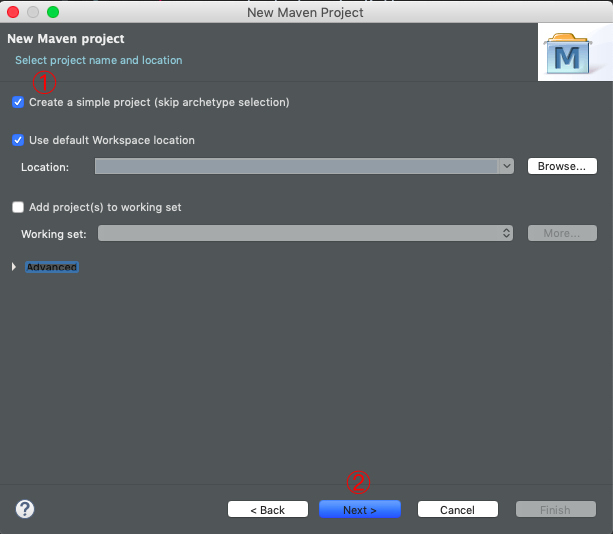 New Maven Project
New Maven project
Select project name and location
①
Create a simple project (skip archetype selection)
Use default Workspace location
Location:
Browse...
Add project(s) to working set
Working set:
More...
Advanced
②
?
< Back
Next >
Cancel
Finish
M